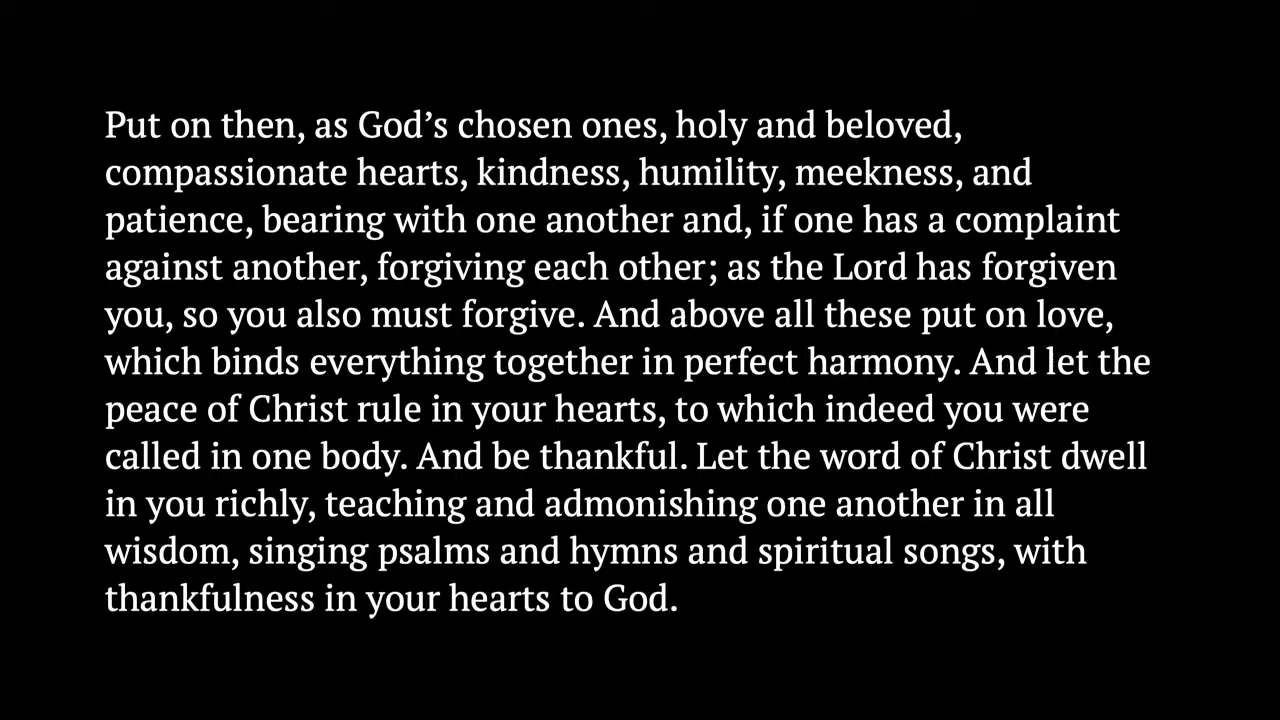 Put on then, as God’s chosen ones, holy and beloved,
compassionate hearts, kindness, humility, meekness, and
patience, bearing with one another and, if one has a complaint
against another, forgiving each other; as the Lord has forgiven
you, so you also must forgive. And above all these put on love,
which binds everything together in perfect harmony. And let the
peace of Christ rule in your hearts, to which indeed you were
called in one body. And be thankful. Let the word of Christ dwell
in you richly, teaching and admonishing one another in all
wisdom, singing psalms and hymns and spiritual songs, with
thankfulness in your hearts to God.